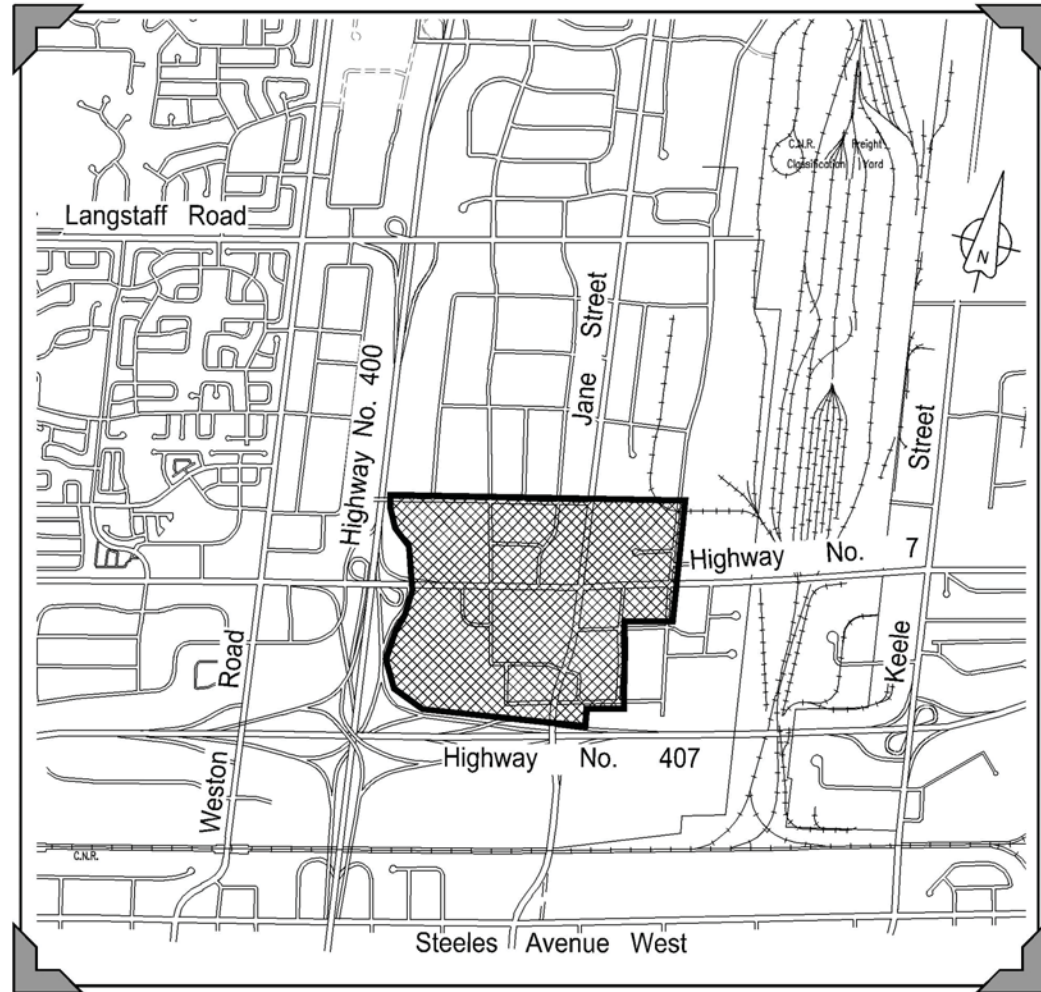 C.N.R. Freight
Classification Yard
Langstaff Road
N
Jane Street
Highway No. 400
Street
Highway No. 7
Keele
Road
Highway No. 407
Weston
C.N.R.
Steeles Avenue West